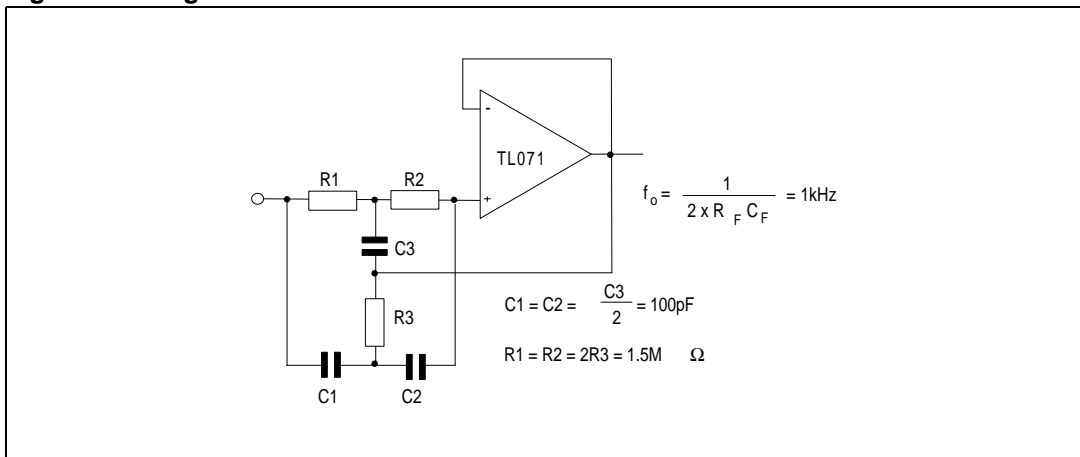 -
TL071
R1
R2
+
C3
f o = 1 / 2 x R F C F = 1kHz
R3
C1 = C2 = C3 / 2 = 100pF
R1 = R2 = 2R3 = 1.5M Ω
C1
C2